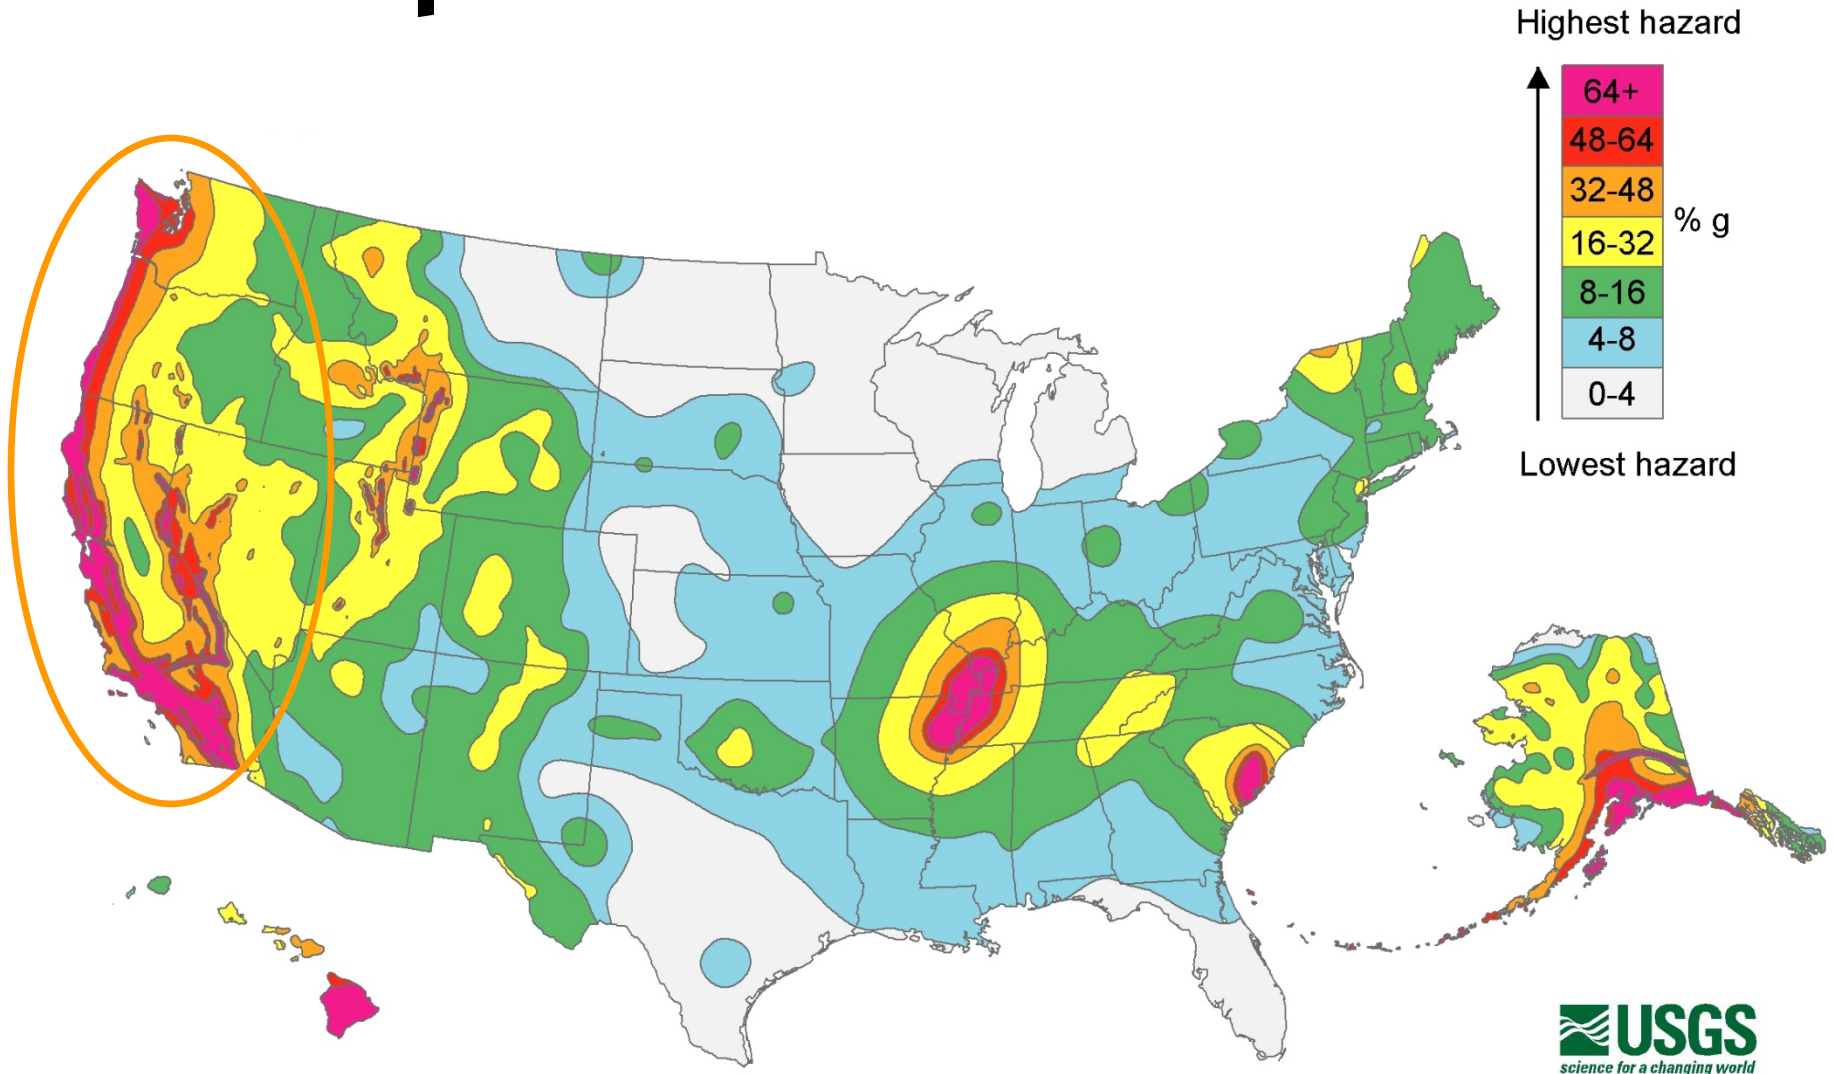 Highest hazard
64+
48-64
32-48
16-32
8-16
4-8
0-4
% g
Lowest hazard
USGS
science for a changing world